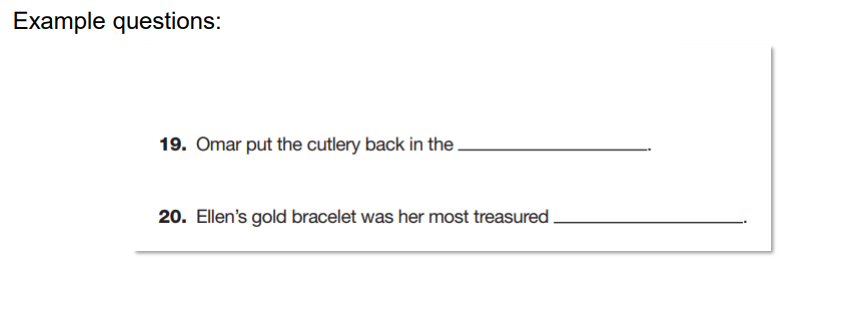 Example questions:
19. Omar put the cutlery back in the ____________________.
20. Ellen’s gold bracelet was her most treasured ____________________.